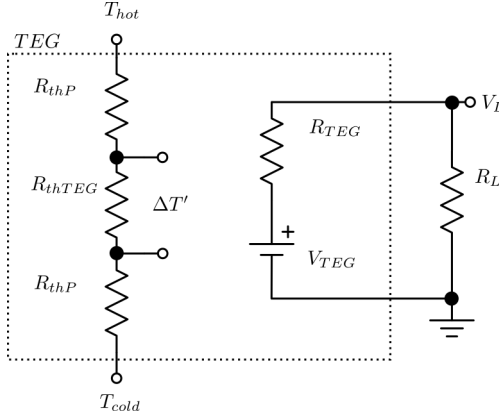 T_hot
TEG
R_thP
R_TEG
V_L
R_thTEG
ΔT'
R_L
+
V_TEG
R_thP
T_cold